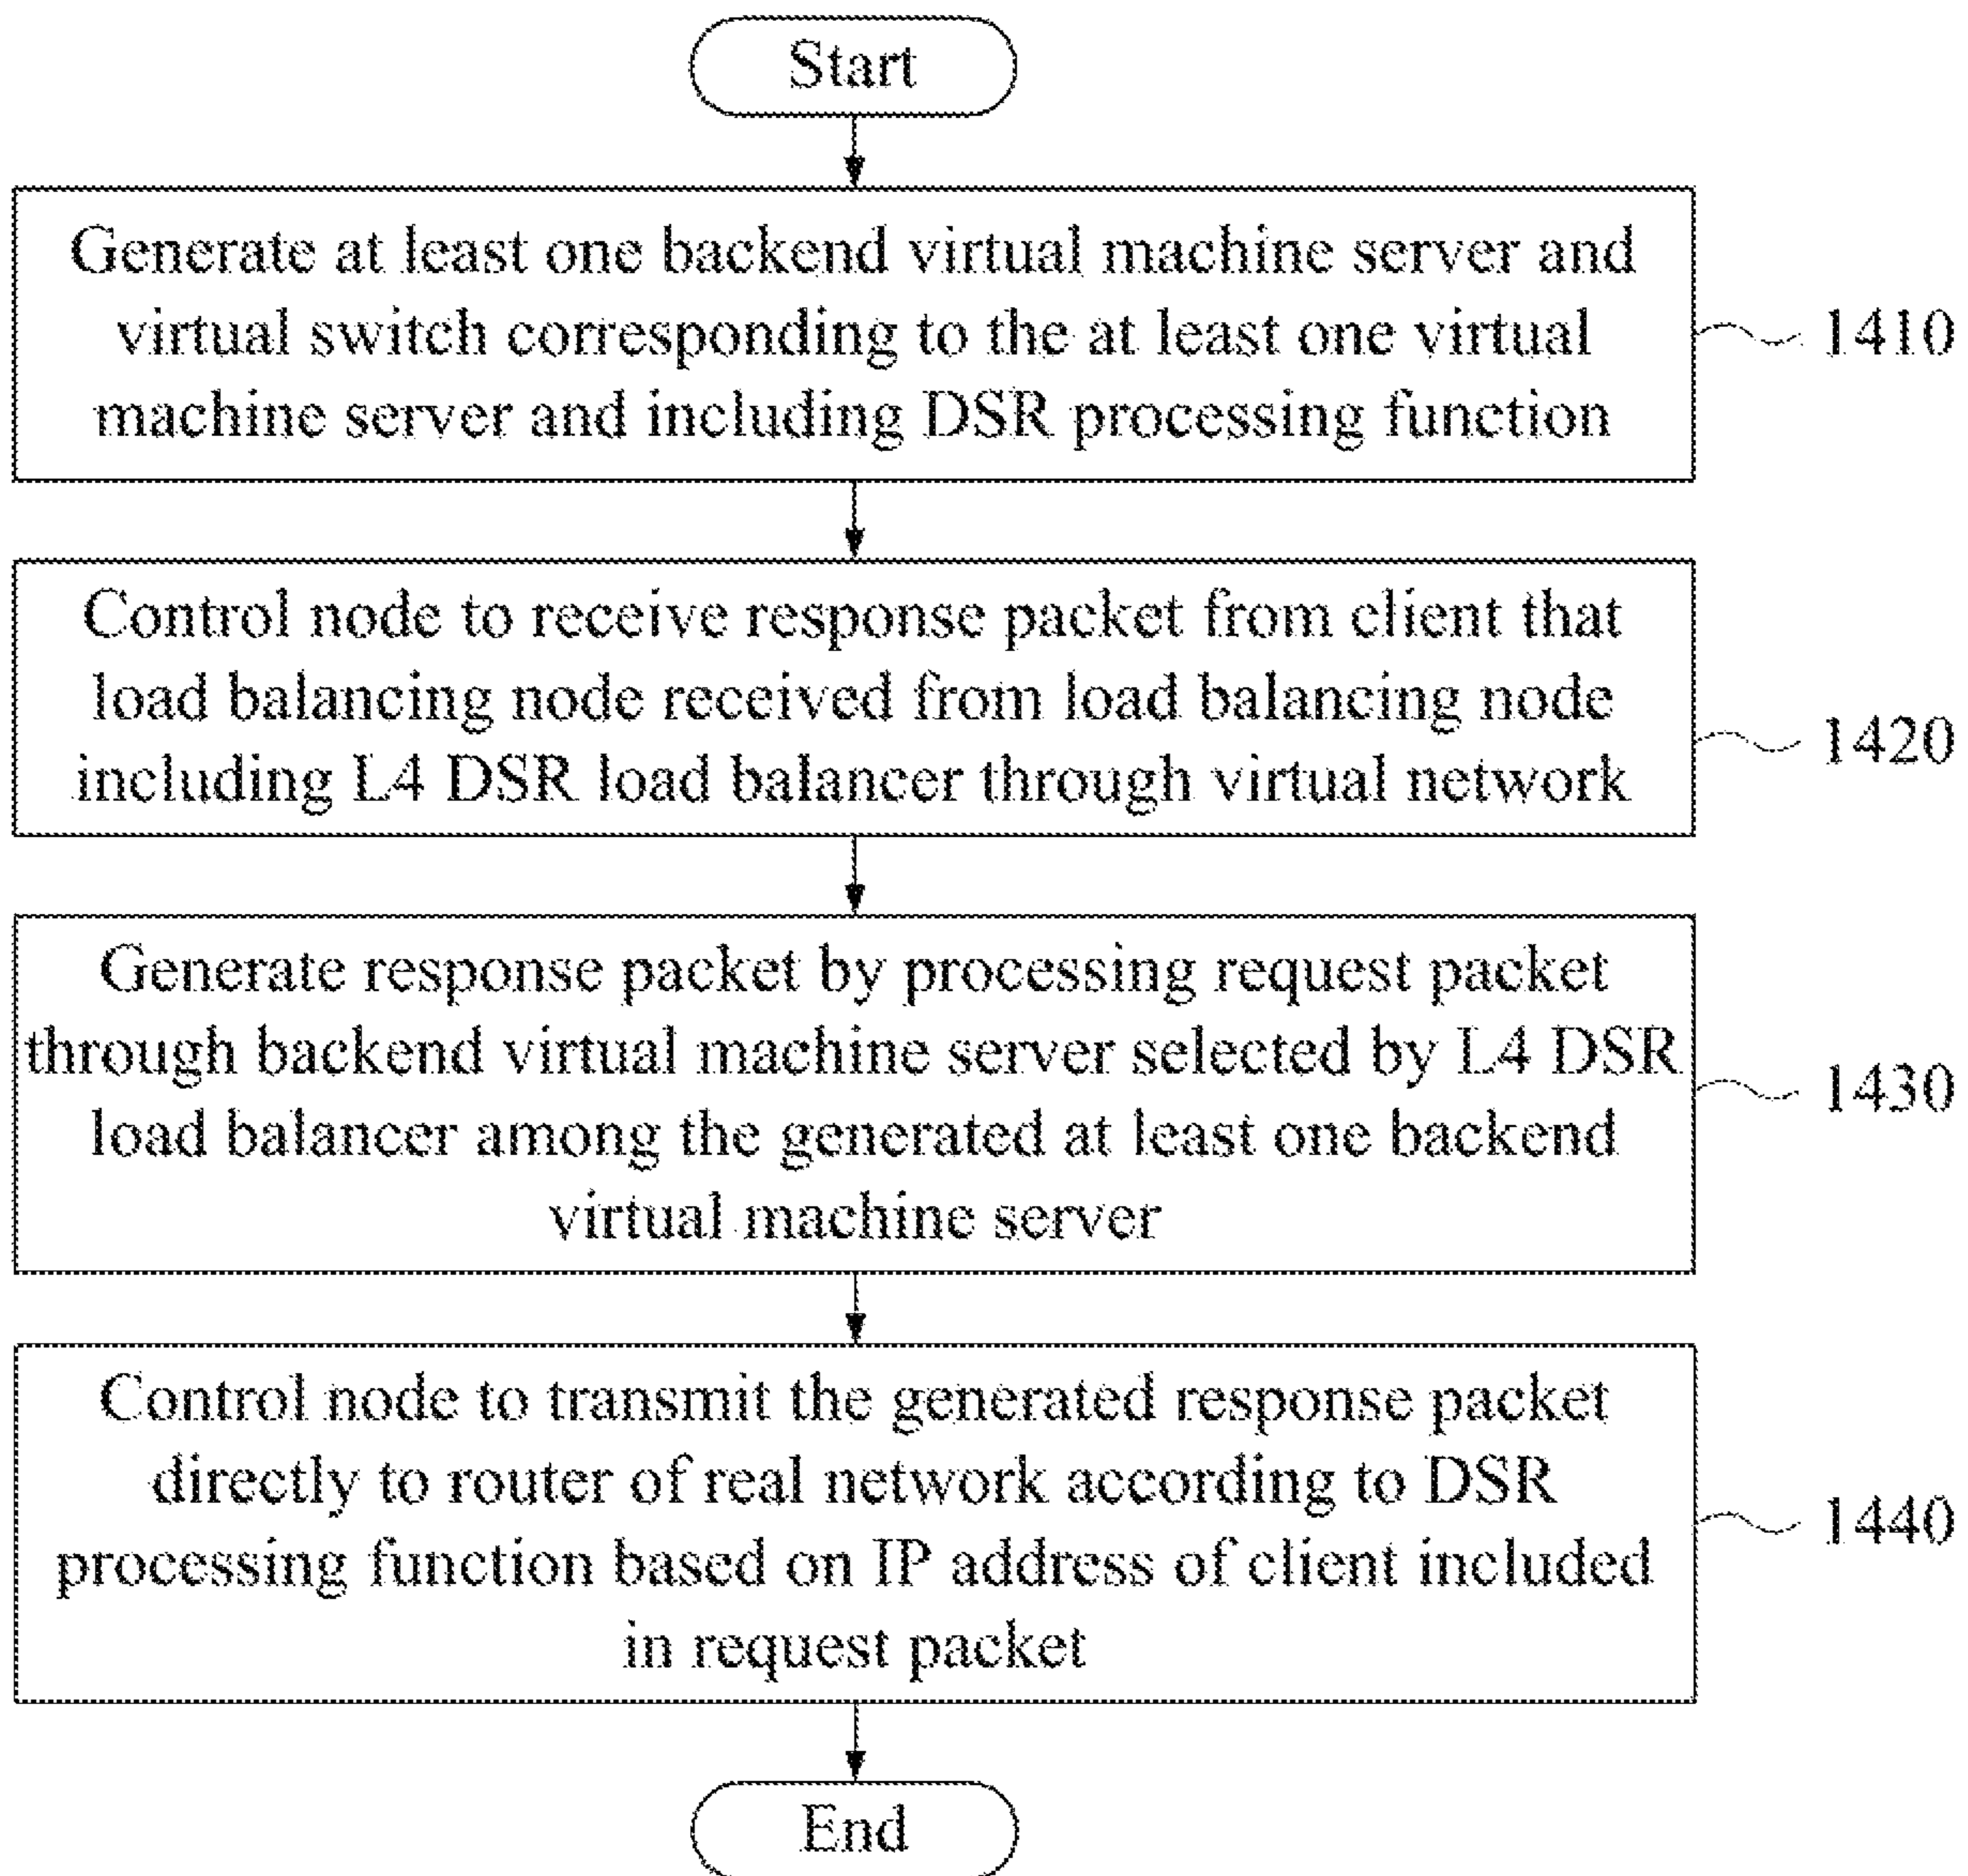 Start
Generate at least one backend virtual machine server and
virtual switch corresponding to the at least one virtual
machine server and including DSR processing function
1410
Control node to receive response packet from client that
load balancing node received from load balancing node
including L4 DSR load balancer through virtual network
1420
Generate response packet by processing request packet
through backend virtual machine server selected by L4 DSR
load balancer among the generated at least one backend
virtual machine server
1430
Control node to transmit the generated response packet
directly to router of real network according to DSR
processing function based on IP address of client included
in request packet
1440
End